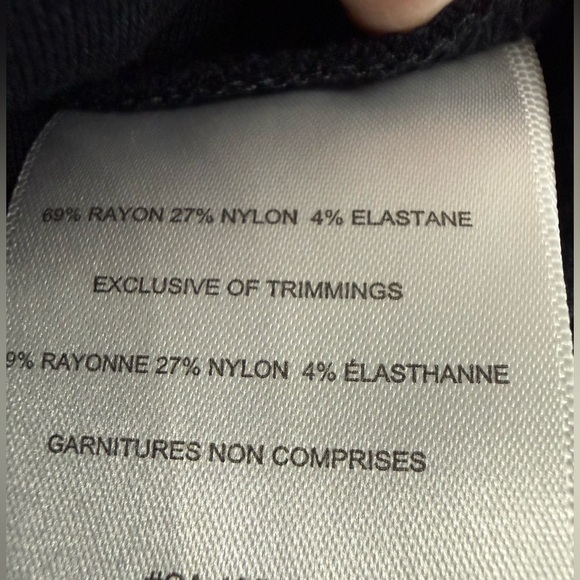 69% RAYON 27% NYLON 4% ELASTANE
EXCLUSIVE OF TRIMMINGS
9% RAYONNE 27% NYLON 4% ÉLASTHANNE
GARNITURES NON COMPRISES